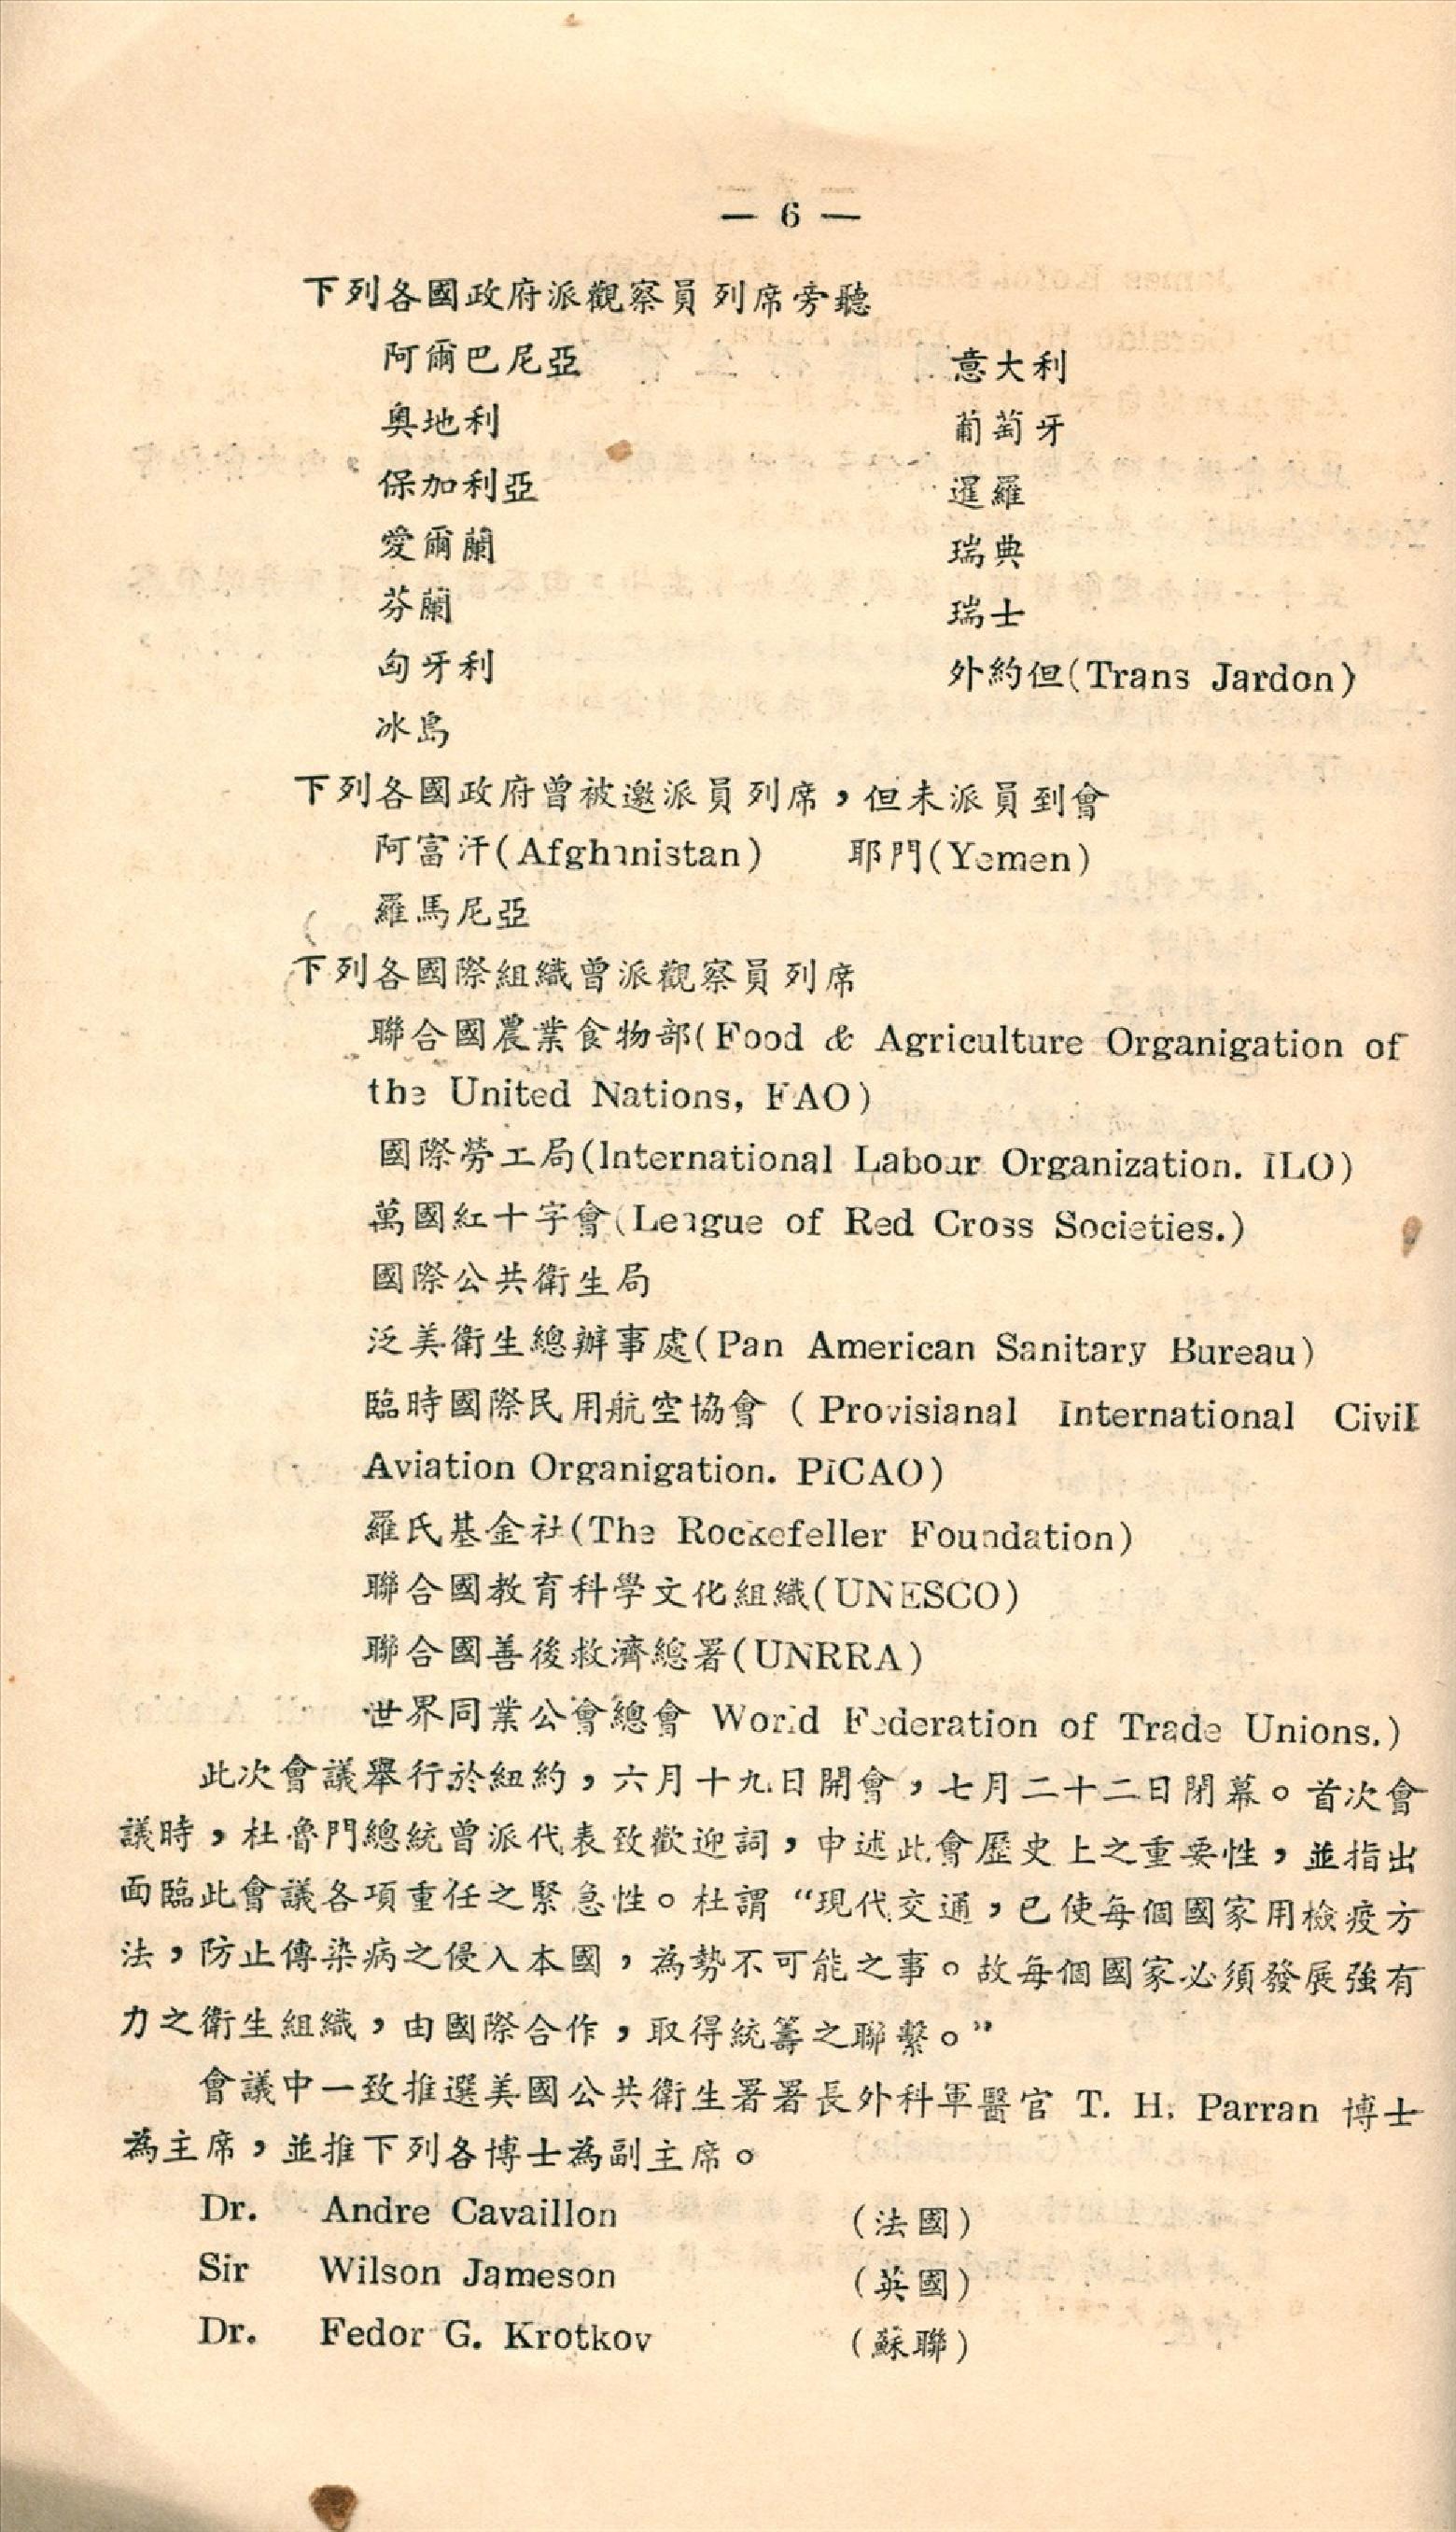 — 6 —
下列各國政府派觀察員列席旁聽
阿爾巴尼亞 意大利
奧地利 葡萄牙
保加利亞 暹羅
愛爾蘭 瑞典
芬蘭 瑞士
匈牙利 外約但(Trans Jardon)
冰島
下列各國政府曾被邀派員列席，但未派員到會
阿富汗(Afghanistan) 耶門(Yemen)
羅馬尼亞
下列各國際組織曾派觀察員列席
聯合國農業食物部(Food & Agriculture Organigation of
the United Nations, FAO)
國際勞工局(International Labour Organization. ILO)
萬國紅十字會(League of Red Cross Societies.)
國際公共衛生局
泛美衛生總辦事處(Pan American Sanitary Bureau)
臨時國際民用航空協會 ( Provisianal International Civil
Aviation Organigation. PiCAO)
羅氏基金社(The Rockefeller Foundation)
聯合國教育科學文化組織(UNESCO)
聯合國善後救濟總署(UNRRA)
世界同業公會總會 World Federation of Trade Unions.)
此次會議舉行於紐約，六月十九日開會，七月二十二日閉幕。首次會
議時，杜魯門總統曾派代表致歡迎詞，申述此會歷史上之重要性，並指出
面臨此會議各項重任之緊急性。杜謂 “現代交通，已使每個國家用檢疫方
法，防止傳染病之侵入本國，為勢不可能之事。故每個國家必須發展強有
力之衛生組織，由國際合作，取得統籌之聯繫。”
會議中一致推選美國公共衛生署署長外科軍醫官 T. H. Parran 博士
為主席，並推下列各博士為副主席。
Dr. Andre Cavaillon (法國)
Sir Wilson Jameson (英國)
Dr. Fedor G. Krotkov (蘇聯)